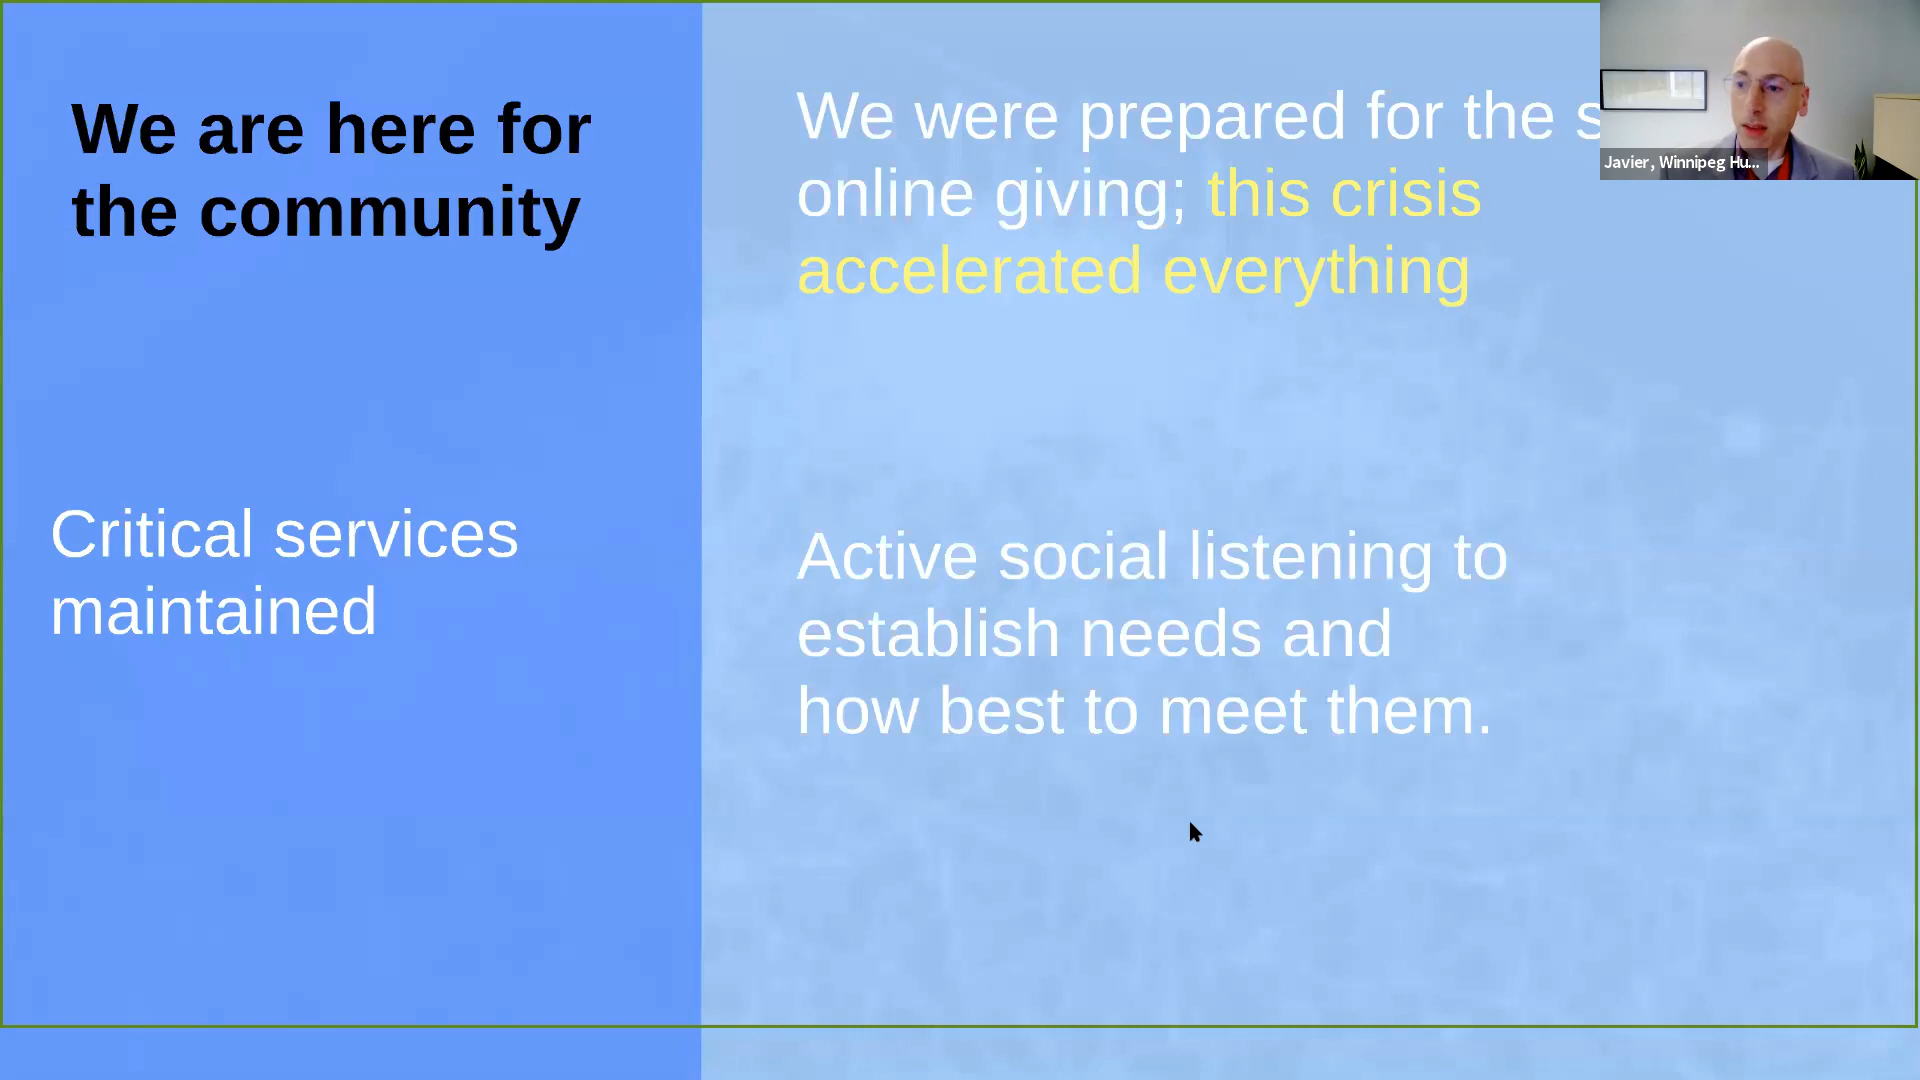 We are here for
the community
Critical services
maintained
We were prepared for the
online giving; this crisis
accelerated everything
Active social listening to
establish needs and
how best to meet them.
Javier, Winnipeg Hu...